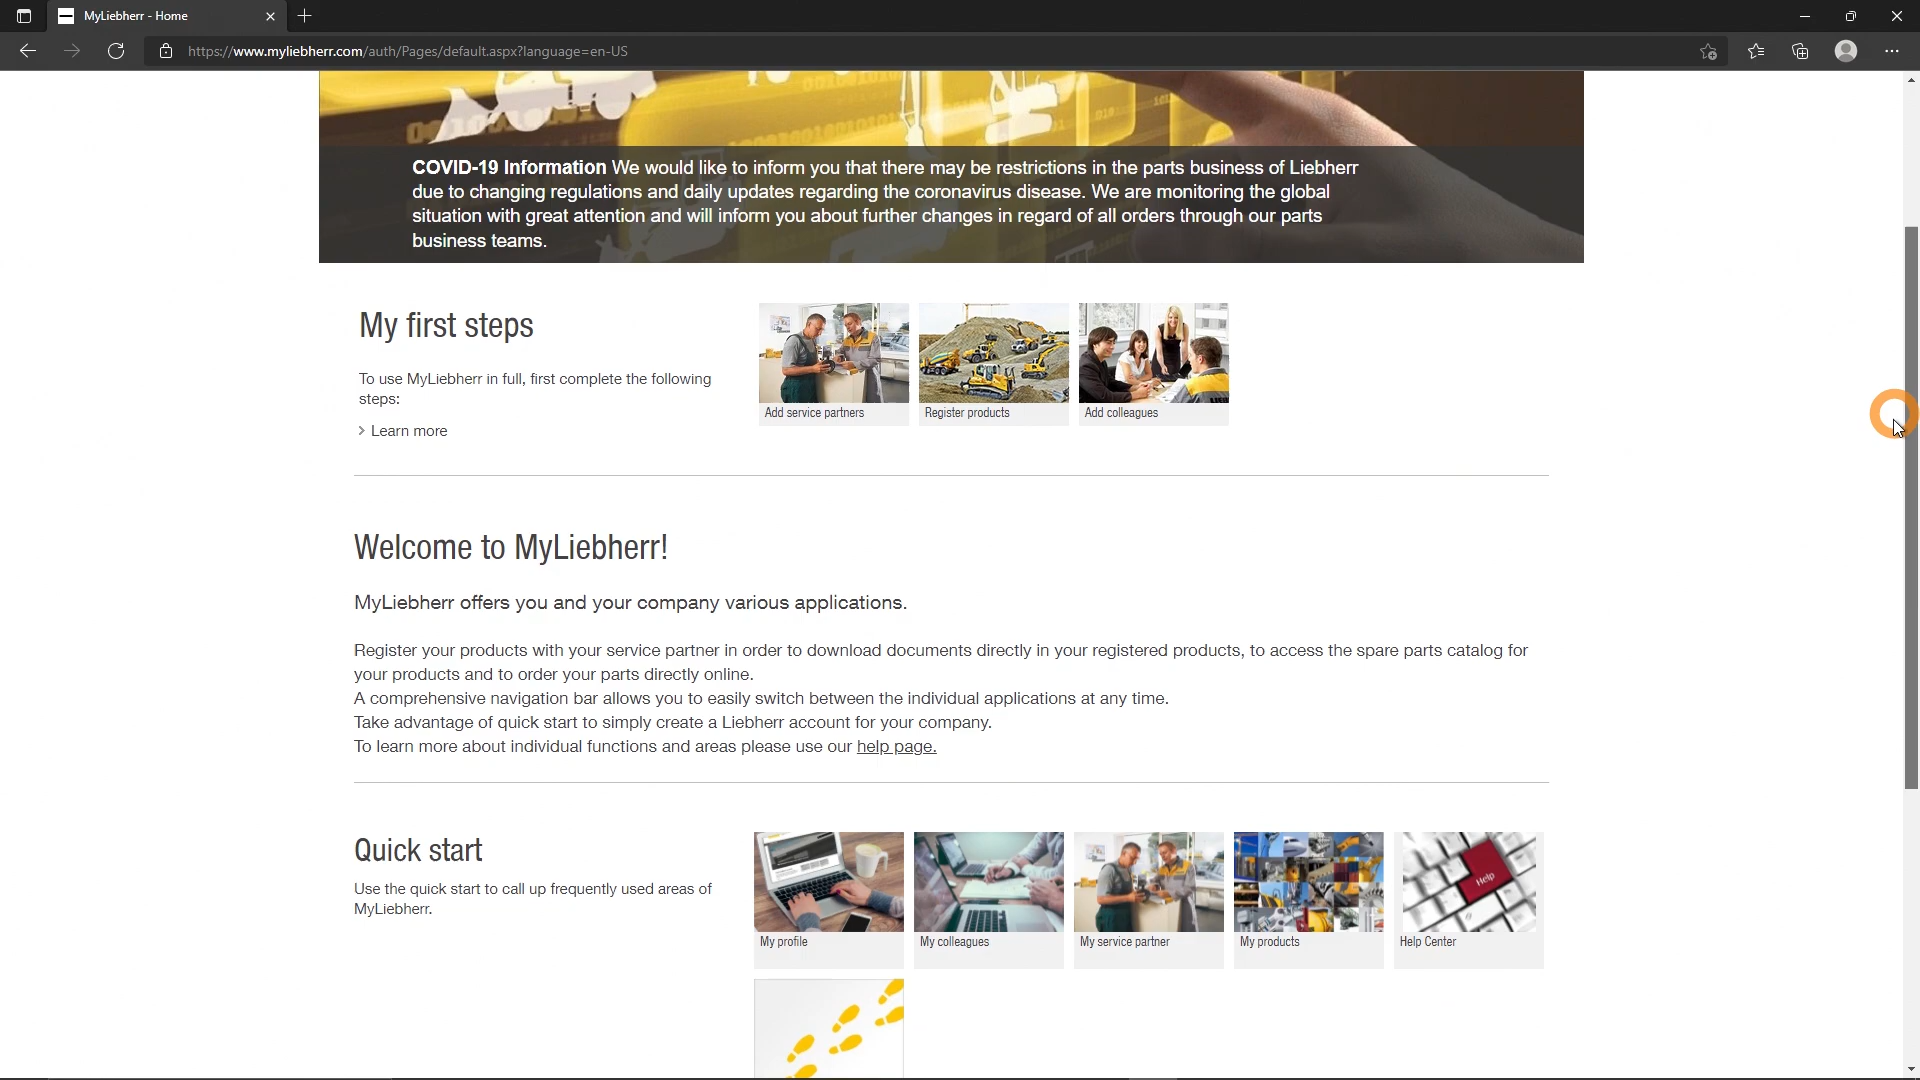 MyLiebherr - Home
https://www.myliebherr.com/auth/Pages/default.aspx?language=en-US
COVID-19 Information We would like to inform you that there may be restrictions in the parts business of Liebherr
due to changing regulations and daily updates regarding the coronavirus disease. We are monitoring the global
situation with great attention and will inform you about further changes in regard of all orders through our parts
business teams.
My first steps
To use MyLiebherr in full, first complete the following
steps:
Learn more
Add service partners
Register products
Add colleagues
Welcome to MyLiebherr!
MyLiebherr offers you and your company various applications.
Register your products with your service partner in order to download documents directly in your registered products, to access the spare parts catalog for
your products and to order your parts directly online.
A comprehensive navigation bar allows you to easily switch between the individual applications at any time.
Take advantage of quick start to simply create a Liebherr account for your company.
To learn more about individual functions and areas please use our help page.
Quick start
Use the quick start to call up frequently used areas of
MyLiebherr.
Help
My profile
My colleagues
My service partner
My products
Help Center